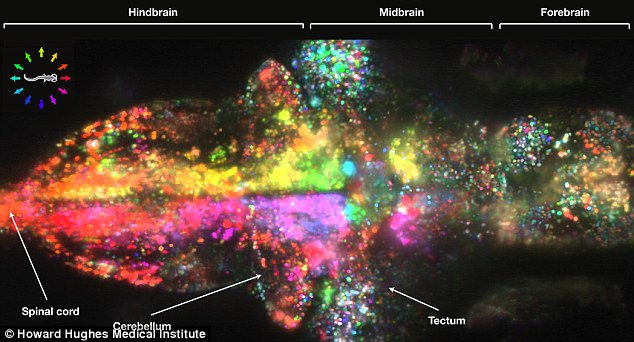 Hindbrain
Midbrain
Forebrain
Spinal cord
Cerebellum
Tectum
© Howard Hughes Medical Institute